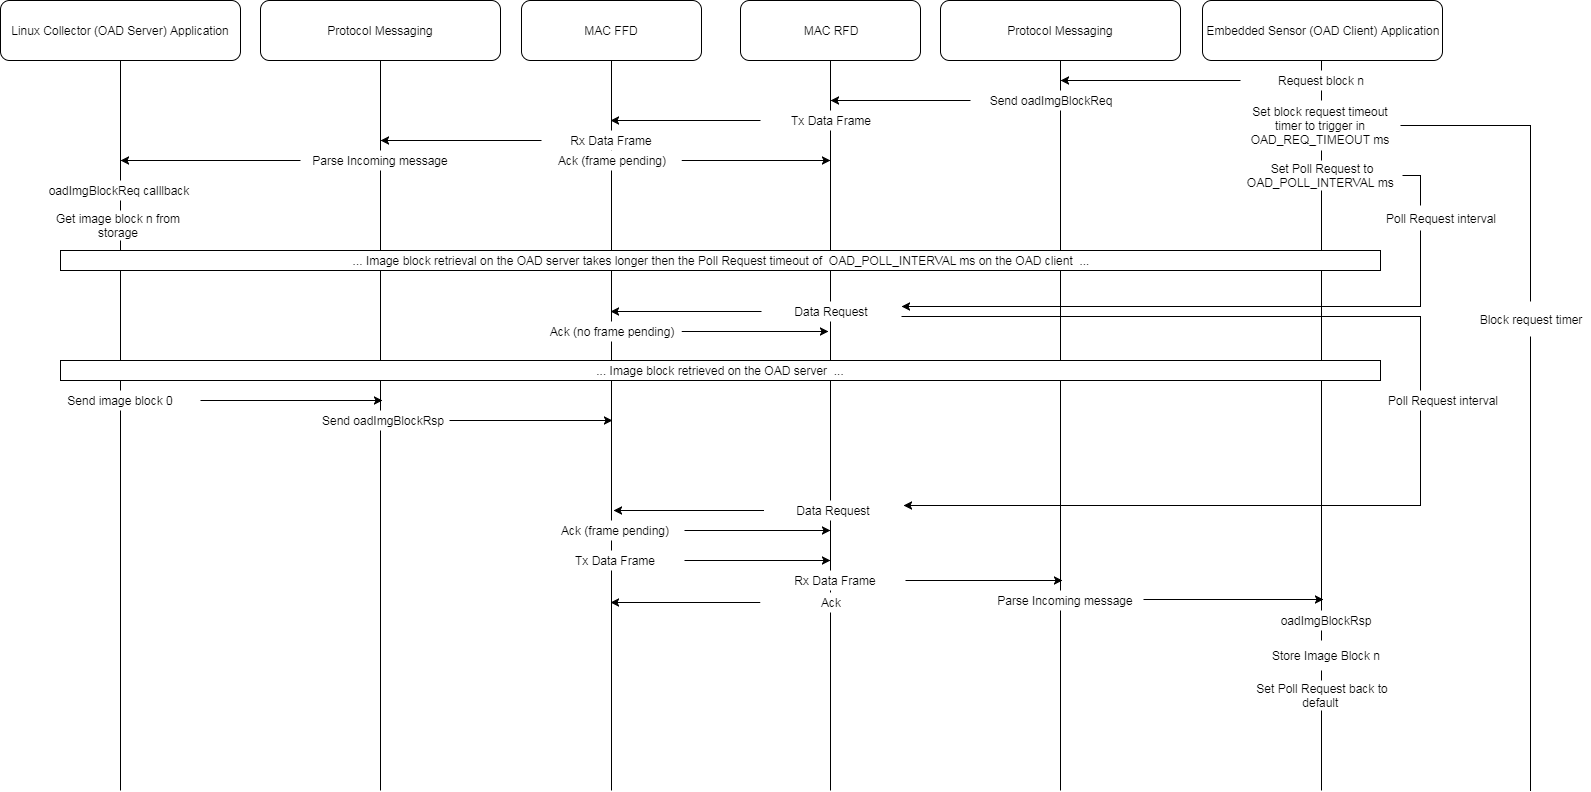 Linux Collector (OAD Server) Application
Protocol Messaging
MAC FFD
MAC RFD
Protocol Messaging
Embedded Sensor (OAD Client) Application
Request block n
Send oadImgBlockReq
Set block request timeout
timer to trigger in
OAD_REQ_TIMEOUT ms
Tx Data Frame
Rx Data Frame
Parse Incoming message
Ack (frame pending)
Set Poll Request to
OAD_POLL_INTERVAL ms
oadImgBlockReq calllback
Get image block n from
storage
Poll Request interval
... Image block retrieval on the OAD server takes longer then the Poll Request timeout of  OAD_POLL_INTERVAL ms on the OAD client  ...
Data Request
Block request timer
Ack (no frame pending)
... Image block retrieved on the OAD server  ...
Send image block 0
Poll Request interval
Send oadImgBlockRsp
Data Request
Ack (frame pending)
Tx Data Frame
Rx Data Frame
Ack
Parse Incoming message
oadImgBlockRsp
Store Image Block n
Set Poll Request back to
default